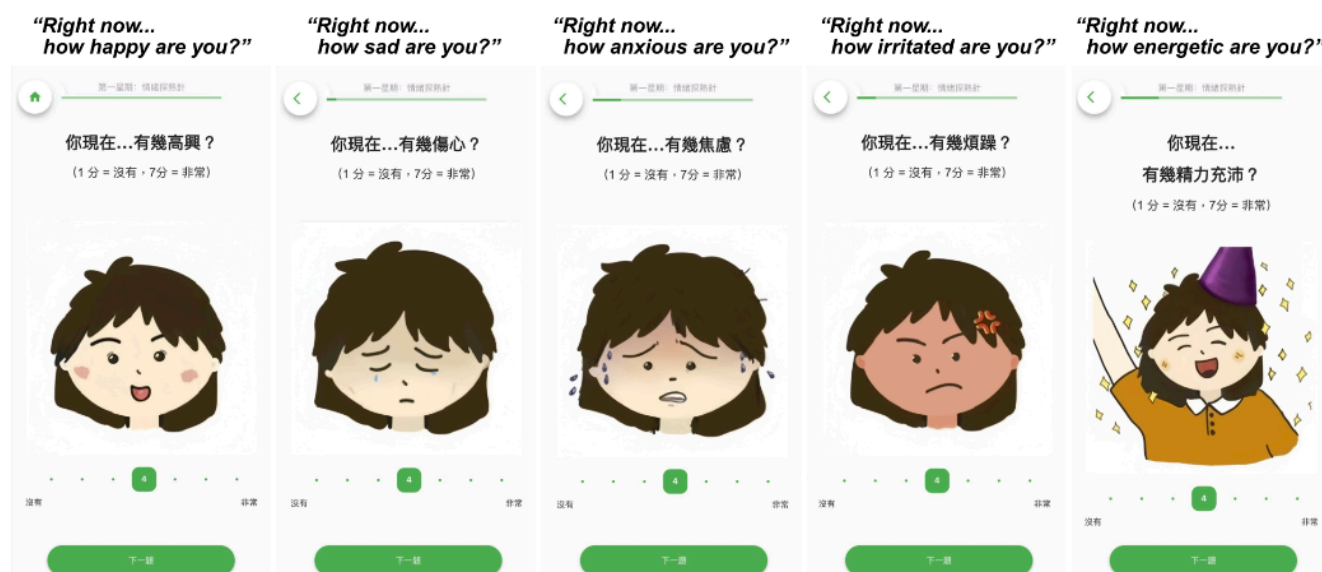 “Right now...
how happy are you?”
第一星期：情緒探熱針
你現在...有幾高興？
（1 分 = 沒有，7分 = 非常）
4
沒有
非常
下一題
“Right now...
how sad are you?”
第一星期：情緒探熱針
你現在...有幾傷心？
（1 分 = 沒有，7分 = 非常）
4
沒有
非常
下一題
“Right now...
how anxious are you?”
第一星期：情緒探熱針
你現在...有幾焦慮？
（1 分 = 沒有，7分 = 非常）
4
沒有
非常
下一題
“Right now...
how irritated are you?”
第一星期：情緒探熱針
你現在...有幾煩躁？
（1 分 = 沒有，7分 = 非常）
4
沒有
非常
下一題
“Right now...
how energetic are you?”
第一星期：情緒探熱針
你現在...
有幾精力充沛？
（1 分 = 沒有，7分 = 非常）
4
沒有
非常
下一題